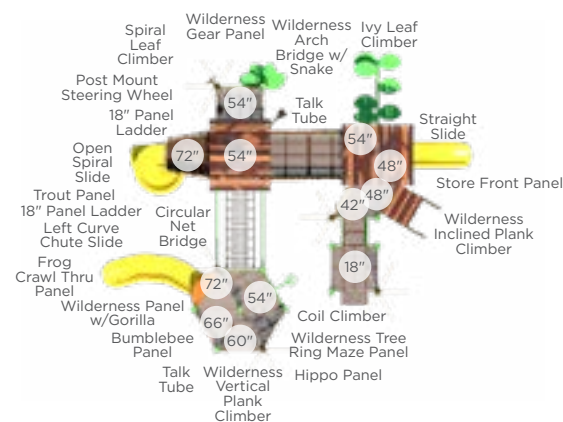 Wilderness
Gear Panel
Spiral
Leaf
Climber
Wilderness
Arch
Bridge w/
Snake
Ivy Leaf
Climber
Post Mount
Steering Wheel
18" Panel
Ladder
54"
Talk
Tube
Straight
Slide
Open
Spiral
Slide
72"
54"
54"
48"
Store Front Panel
Trout Panel
18" Panel Ladder
Left Curve
Chute Slide
Circular
Net
Bridge
42"
48"
Wilderness
Inclined Plank
Climber
Frog
Crawl Thru
Panel
18"
72"
54"
Wilderness Panel
w/Gorilla
66"
Coil Climber
Bumblebee
Panel
60"
Wilderness Tree
Ring Maze Panel
Talk
Tube
Wilderness
Vertical
Plank
Climber
Hippo Panel